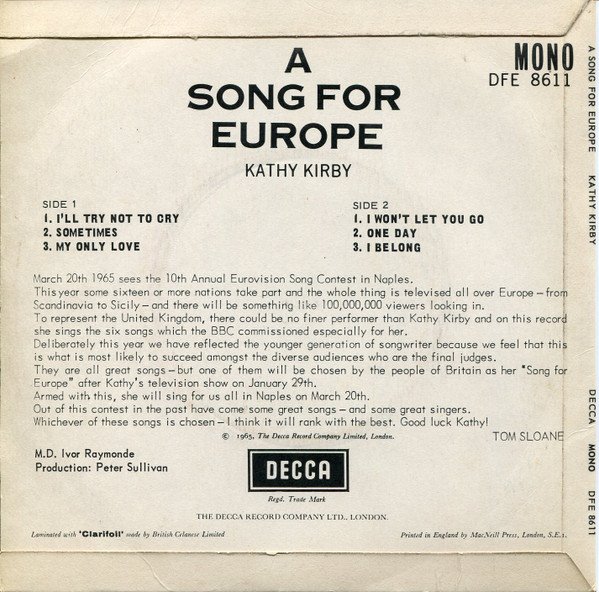 A
SONG FOR
EUROPE
KATHY KIRBY
MONO
DFE 8611
SIDE 1
1. I'LL TRY NOT TO CRY
2. SOMETIMES
3. MY ONLY LOVE
SIDE 2
1. I WON'T LET YOU GO
2. ONE DAY
3. I BELONG
March 20th 1965 sees the 10th Annual Eurovision Song Contest in Naples.
This year some sixteen or more nations take part and the whole thing is televised all over Europe – from
Scandinavia to Sicily – and there will be something like 100,000,000 viewers looking in.
To represent the United Kingdom, there could be no finer performer than Kathy Kirby and on this record
she sings the six songs which the BBC commissioned especially for her.
Deliberately this year we have reflected the younger generation of songwriter because we feel that this
is what is most likely to succeed amongst the diverse audiences who are the final judges.
They are all great songs – but one of them will be chosen by the people of Britain as her "Song for
Europe" after Kathy's television show on January 29th.
Armed with this, she will sing for us all in Naples on March 20th.
Out of this contest in the past have come some great songs – and some great singers.
Whichever of these songs is chosen – I think it will rank with the best. Good luck Kathy!
TOM SLOANE
© 1965, The Decca Record Company Limited, London.
M.D. Ivor Raymonde
Production: Peter Sullivan
DECCA
Regd. Trade Mark
THE DECCA RECORD COMPANY LTD., LONDON.
Laminated with 'Clarifoil' made by British Celanese Limited
Printed in England by MacNeill Press, London, S.E.1.
A SONG FOR EUROPE KATHY KIRBY DECCA MONO DFE 8611